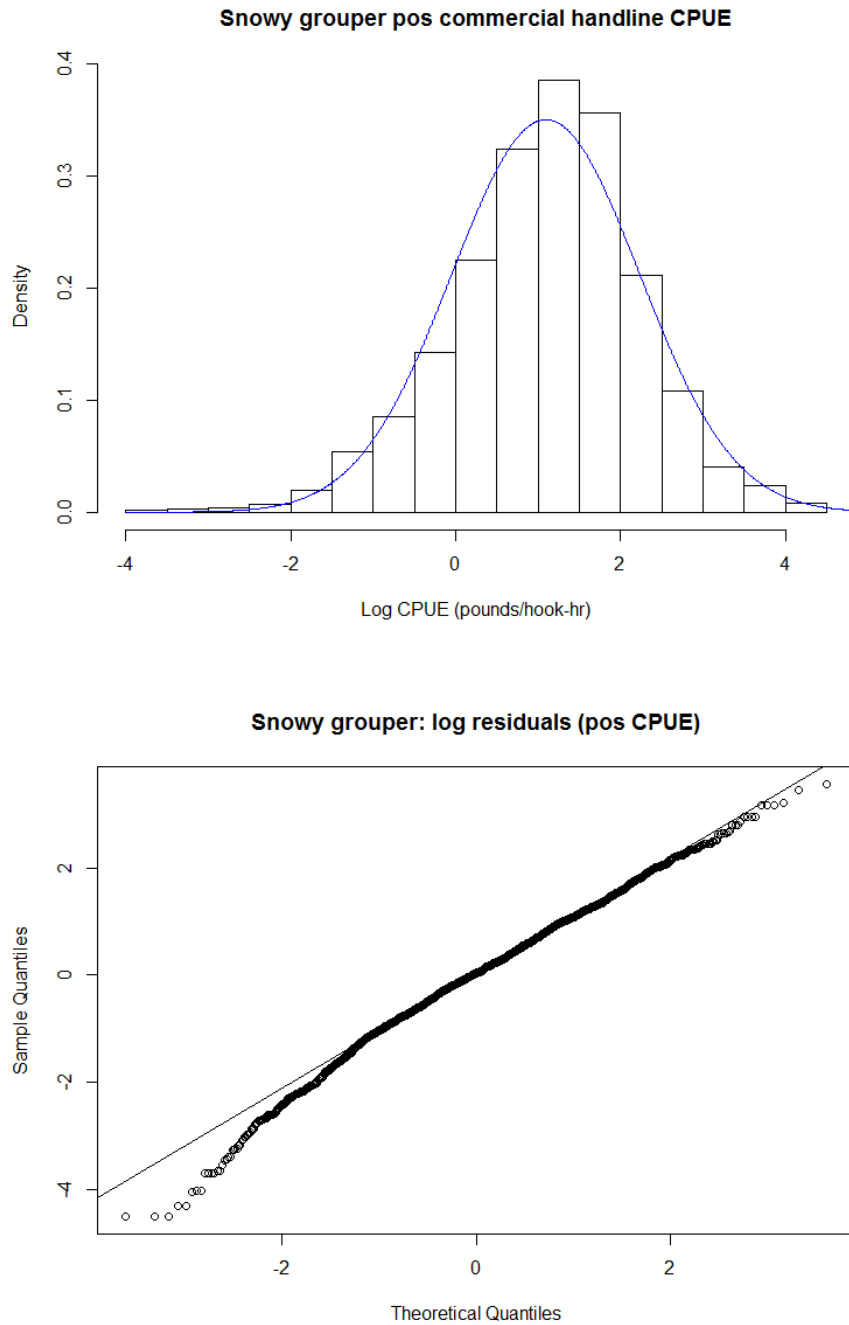 Snowy grouper pos commercial handline CPUE
0.4
0.3
0.2
0.1
0.0
Density
-4 -2 0 2 4
Log CPUE (pounds/hook-hr)
Snowy grouper: log residuals (pos CPUE)
2
0
-2
-4
Sample Quantiles
-2 0 2
Theoretical Quantiles